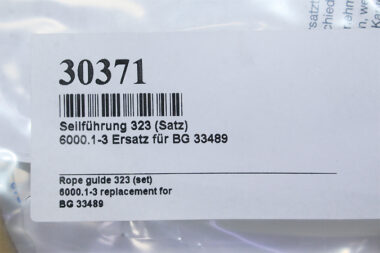 30371
Seilführung 323 (Satz)
6000.1-3 Ersatz für BG 33489
Rope guide 323 (set)
6000.1-3 replacement for
BG 33489